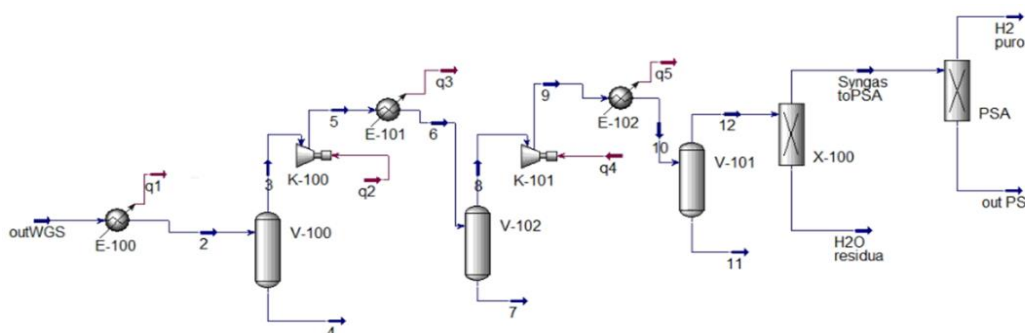 H2
puro
q3
q5
9
Syngas
toPSA
5
E-101
6
E-102
12
PSA
10
K-100
V-101
X-100
q1
3
q2
8
K-101
q4
out PS
outWGS
E-100
2
V-100
V-102
11
H2O
residua
7
4